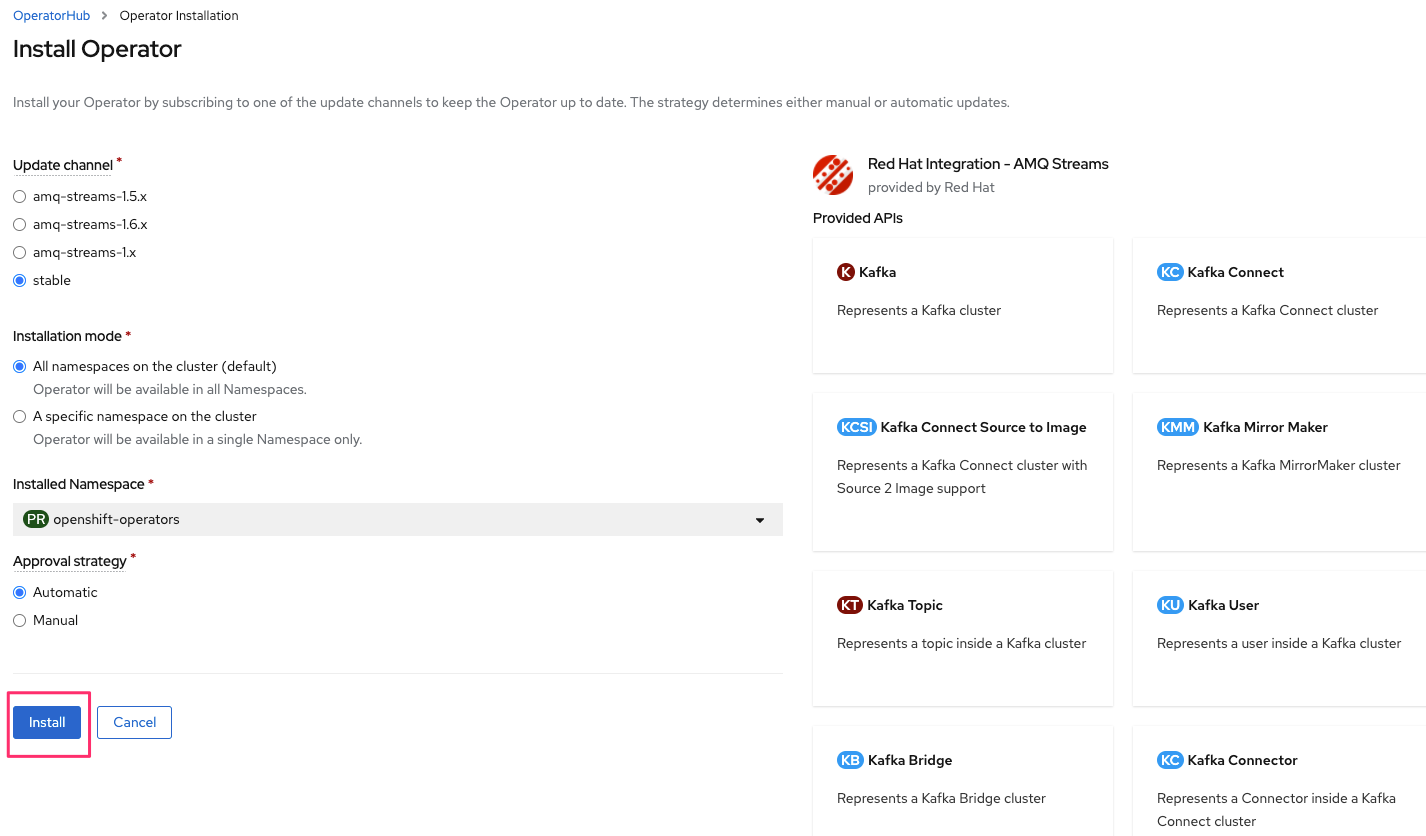 OperatorHub > Operator Installation
Install Operator
Install your Operator by subscribing to one of the update channels to keep the Operator up to date. The strategy determines either manual or automatic updates.
Update channel *
amq-streams-1.5.x
amq-streams-1.6.x
amq-streams-1.x
stable
Installation mode *
All namespaces on the cluster (default)
Operator will be available in all Namespaces.
A specific namespace on the cluster
Operator will be available in a single Namespace only.
Installed Namespace *
PR openshift-operators
Approval strategy *
Automatic
Manual
Install
Cancel
Red Hat Integration - AMQ Streams
provided by Red Hat
Provided APIs
K Kafka
Represents a Kafka cluster
KC Kafka Connect
Represents a Kafka Connect cluster
KCSI Kafka Connect Source to Image
Represents a Kafka Connect cluster with
Source 2 Image support
KMM Kafka Mirror Maker
Represents a Kafka MirrorMaker cluster
KT Kafka Topic
Represents a topic inside a Kafka cluster
KU Kafka User
Represents a user inside a Kafka cluster
KB Kafka Bridge
Represents a Kafka Bridge cluster
KC Kafka Connector
Represents a Connector inside a Kafka
Connect cluster